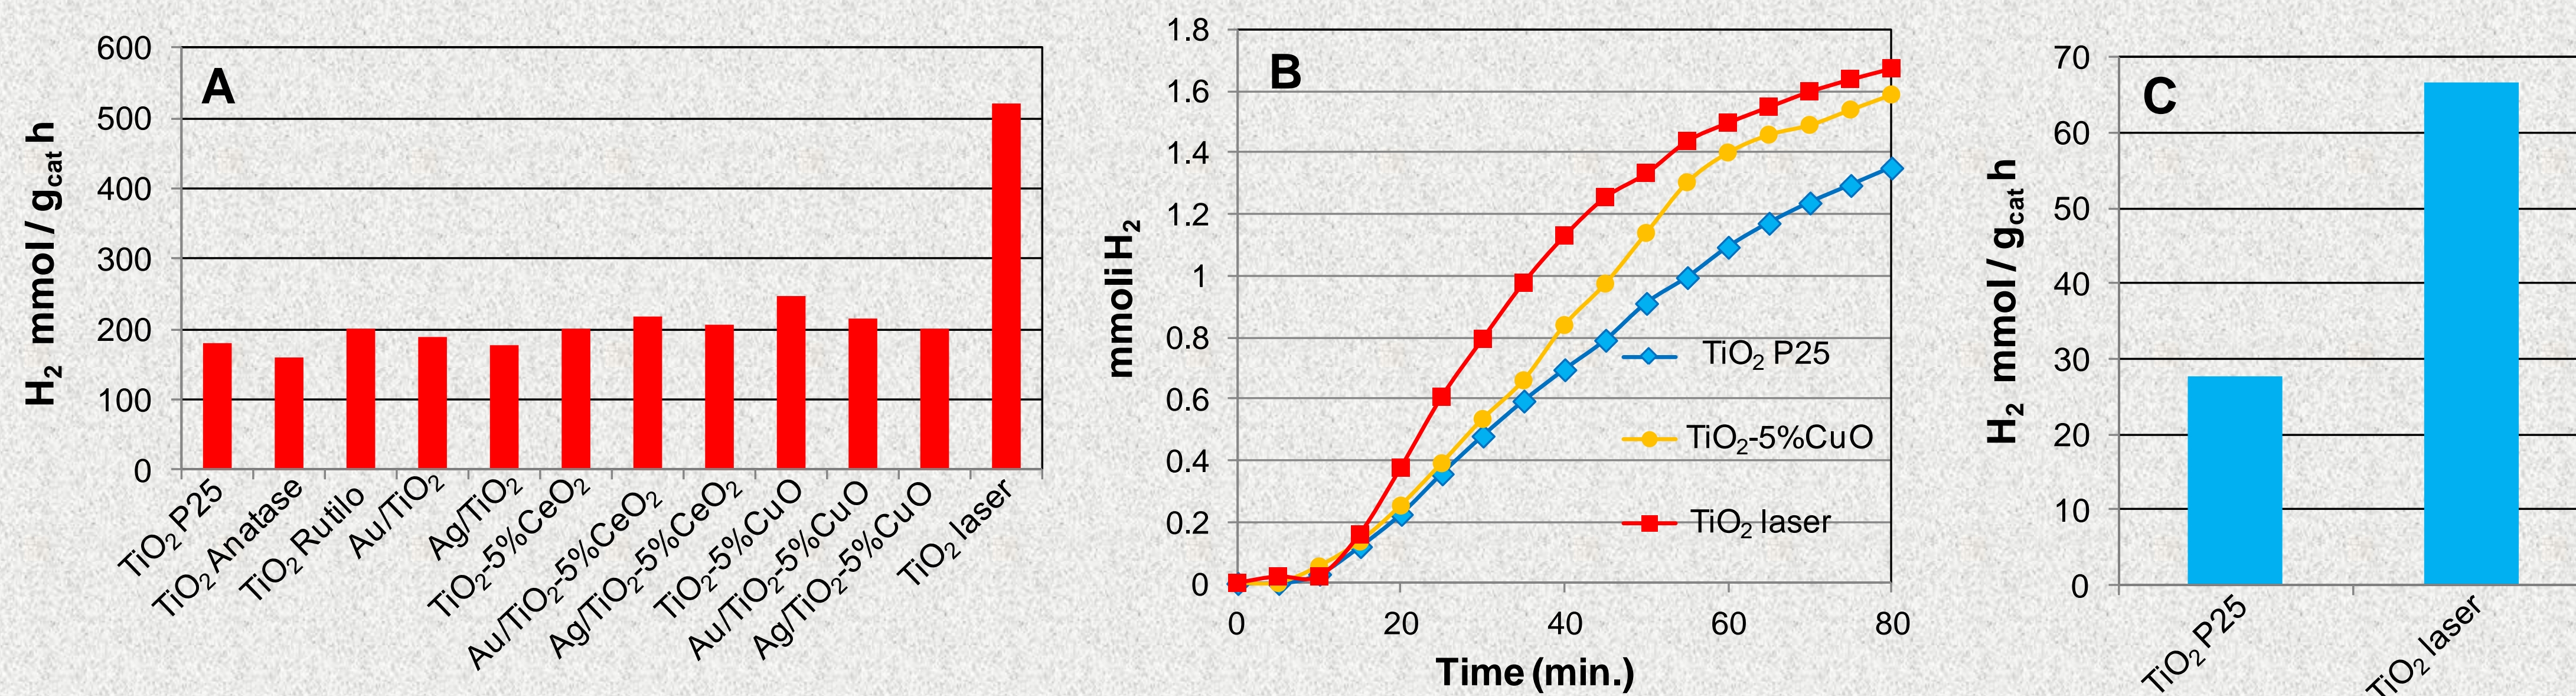 A
H₂ mmol / g_cat h
600
500
400
300
200
100
0
TiO₂ P25
TiO₂ Anatase
TiO₂ Rutilo
Au/TiO₂
Ag/TiO₂
TiO₂-5%CeO₂
Au/TiO₂-5%CeO₂
Ag/TiO₂-5%CeO₂
TiO₂-5%CuO
Au/TiO₂-5%CuO
Ag/TiO₂-5%CuO
TiO₂ laser
B
mmoli H₂
1.8
1.6
1.4
1.2
1
0.8
0.6
0.4
0.2
0
0 20 40 60 80
Time (min.)
TiO₂ P25
TiO₂-5%CuO
TiO₂ laser
C
H₂ mmol / g_cat h
70
60
50
40
30
20
10
0
TiO₂ P25
TiO₂ laser